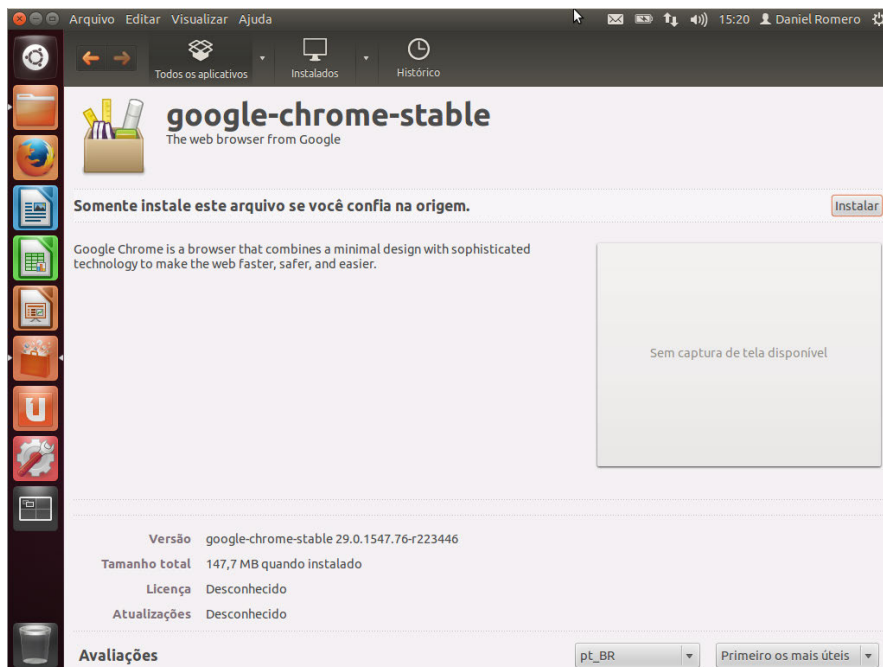 Arquivo Editar Visualizar Ajuda 15:20 Daniel Romero
Todos os aplicativos Instalados Histórico
google-chrome-stable
The web browser from Google
Somente instale este arquivo se você confia na origem. Instalar
Google Chrome is a browser that combines a minimal design with sophisticated
technology to make the web faster, safer, and easier.
Sem captura de tela disponível
Versão google-chrome-stable 29.0.1547.76-r223446
Tamanho total 147,7 MB quando instalado
Licença Desconhecido
Atualizações Desconhecido
Avaliações pt_BR Primeiro os mais úteis